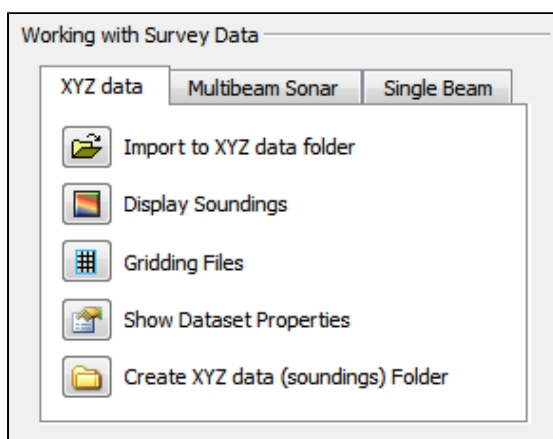 Working with Survey Data
XYZ data Multibeam Sonar Single Beam
Import to XYZ data folder
Display Soundings
Gridding Files
Show Dataset Properties
Create XYZ data (soundings) Folder